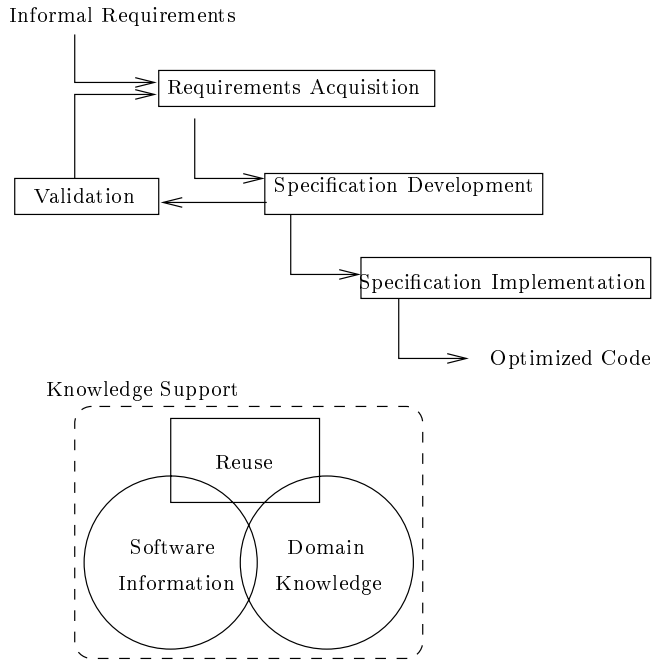 Informal Requirements
Requirements Acquisition
Specification Development
Validation
Specification Implementation
Optimized Code
Knowledge Support
Reuse
Software
Information
Domain
Knowledge